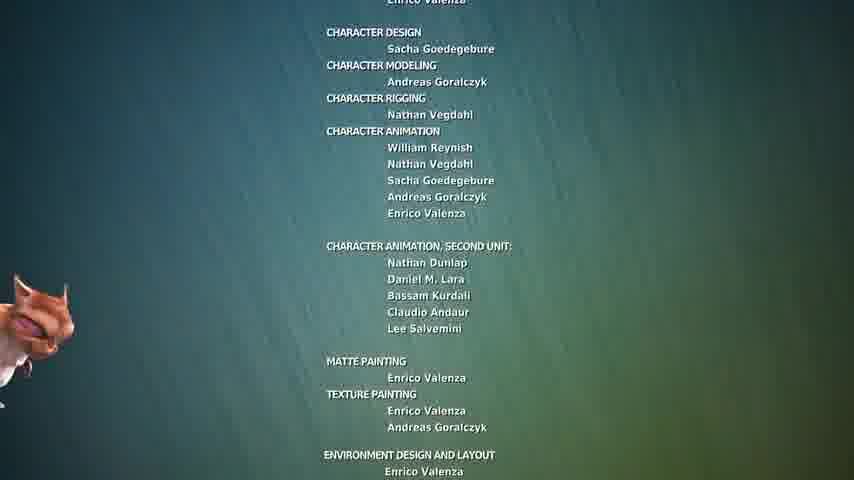 Enrico Valenza
CHARACTER DESIGN
Sacha Goedegebure
CHARACTER MODELING
Andreas Goralczyk
CHARACTER RIGGING
Nathan Vegdahl
CHARACTER ANIMATION
William Reynish
Nathan Vegdahl
Sacha Goedegebure
Andreas Goralczyk
Enrico Valenza
CHARACTER ANIMATION, SECOND UNIT:
Nathan Dunlap
Daniel M. Lara
Bassam Kurdali
Claudio Andaur
Lee Salvemini
MATTE PAINTING
Enrico Valenza
TEXTURE PAINTING
Enrico Valenza
Andreas Goralczyk
ENVIRONMENT DESIGN AND LAYOUT
Enrico Valenza